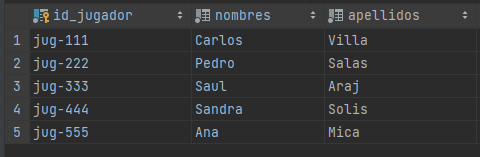 id_jugador nombres apellidos
1 jug-111 Carlos Villa
2 jug-222 Pedro Salas
3 jug-333 Saul Araj
4 jug-444 Sandra Solis
5 jug-555 Ana Mica